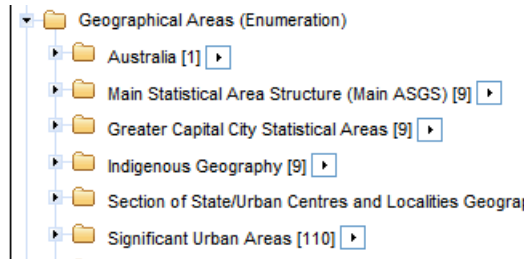 Geographical Areas (Enumeration)
Australia [1]
Main Statistical Area Structure (Main ASGS) [9]
Greater Capital City Statistical Areas [9]
Indigenous Geography [9]
Section of State/Urban Centres and Localities
Significant Urban Areas [110]